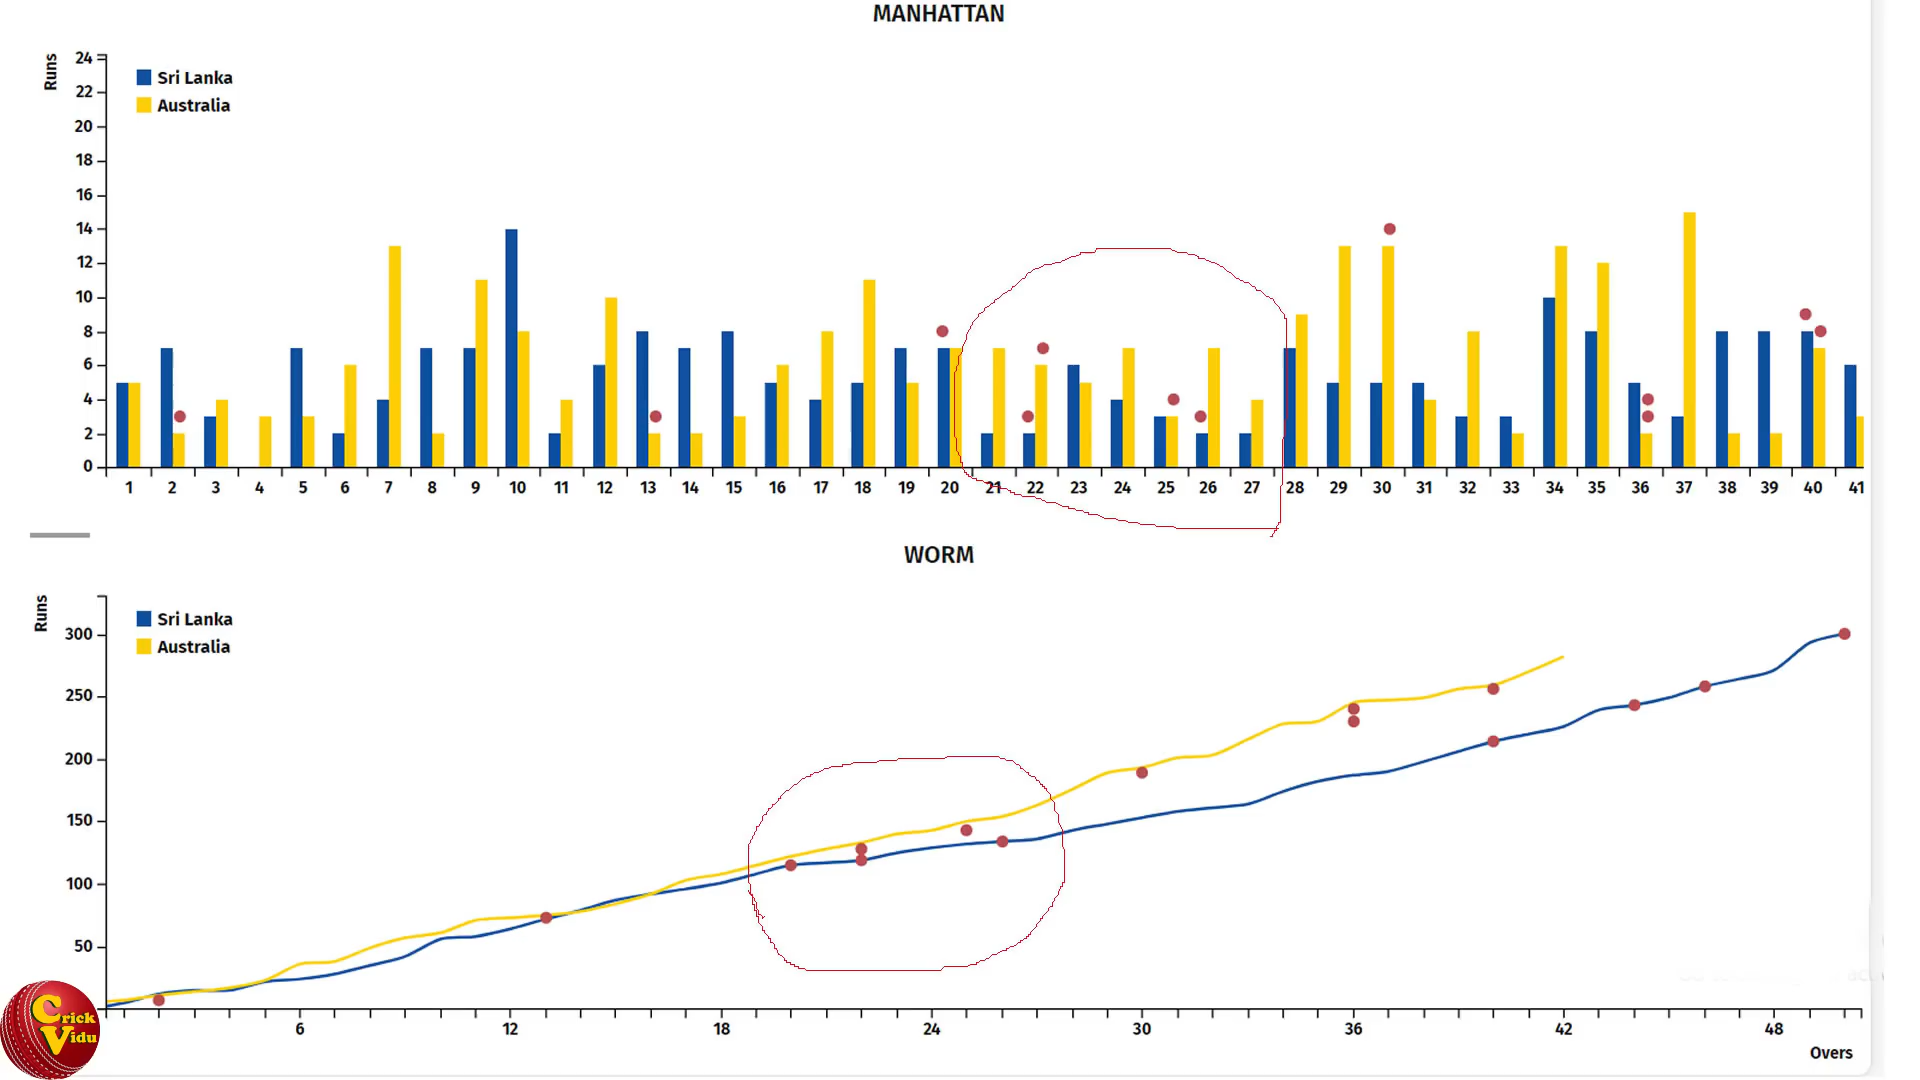 MANHATTAN
Runs
24
22
20
18
16
14
12
10
8
6
4
2
0
Sri Lanka
Australia
1 2 3 4 5 6 7 8 9 10 11 12 13 14 15 16 17 18 19 20 21 22 23 24 25 26 27 28 29 30 31 32 33 34 35 36 37 38 39 40 41
WORM
Runs
300
250
200
150
100
50
Sri Lanka
Australia
6 12 18 24 30 36 42 48
Overs
Crick
Vidu